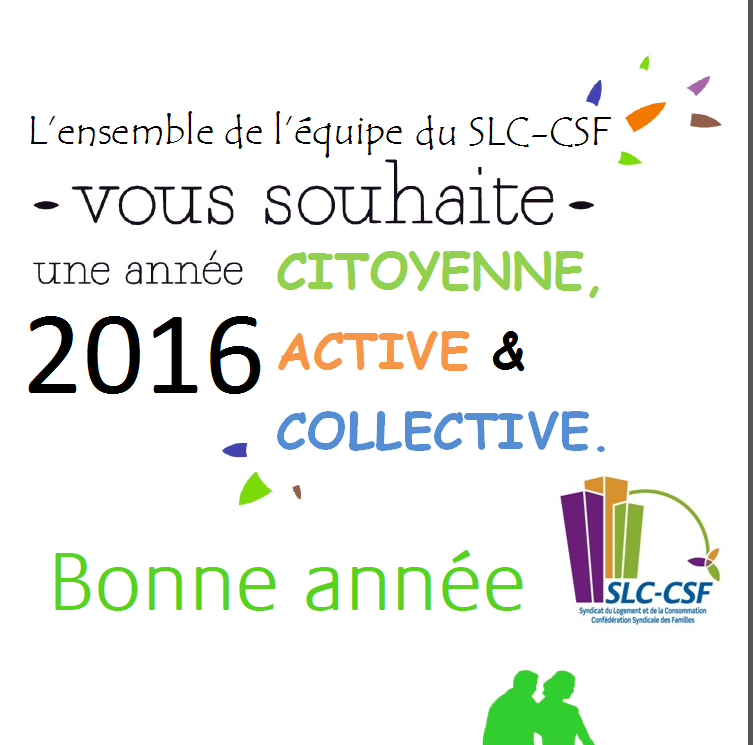 L'ensemble de l'équipe du SLC-CSF
- vous souhaite -
une année CITOYENNE,
2016 ACTIVE &
COLLECTIVE.
Bonne année
SLC-CSF
Syndicat du Logement et de la Consommation
Confédération Syndicale des Familles